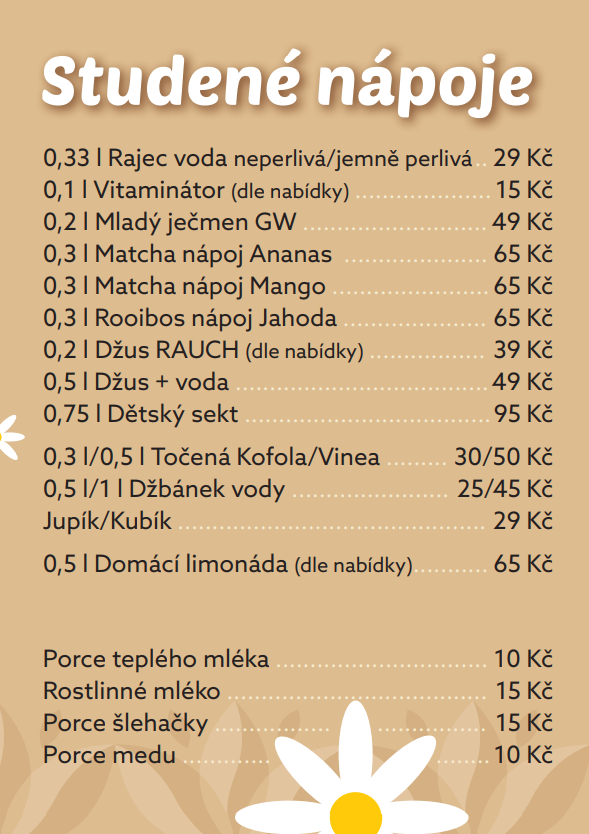 Studené nápoje
0,33 l Rajec voda neperlivá/jemně perlivá .. 29 Kč
0,1 l Vitaminátor (dle nabídky) .................... 15 Kč
0,2 l Mladý ječmen GW ........................... 49 Kč
0,3 l Matcha nápoj Ananas ..................... 65 Kč
0,3 l Matcha nápoj Mango ....................... 65 Kč
0,3 l Rooibos nápoj Jahoda ..................... 65 Kč
0,2 l Džus RAUCH (dle nabídky) ................. 39 Kč
0,5 l Džus + voda ..................................... 49 Kč
0,75 l Dětský sekt .................................... 95 Kč
0,3 l/0,5 l Točená Kofola/Vinea ......... 30/50 Kč
0,5 l/1 l Džbánek vody ....................... 25/45 Kč
Jupík/Kubík ............................................. 29 Kč
0,5 l Domácí limonáda (dle nabídky)........... 65 Kč
Porce teplého mléka ............................... 10 Kč
Rostlinné mléko ...................................... 15 Kč
Porce šlehačky ........................................ 15 Kč
Porce medu ............. ........ 10 Kč